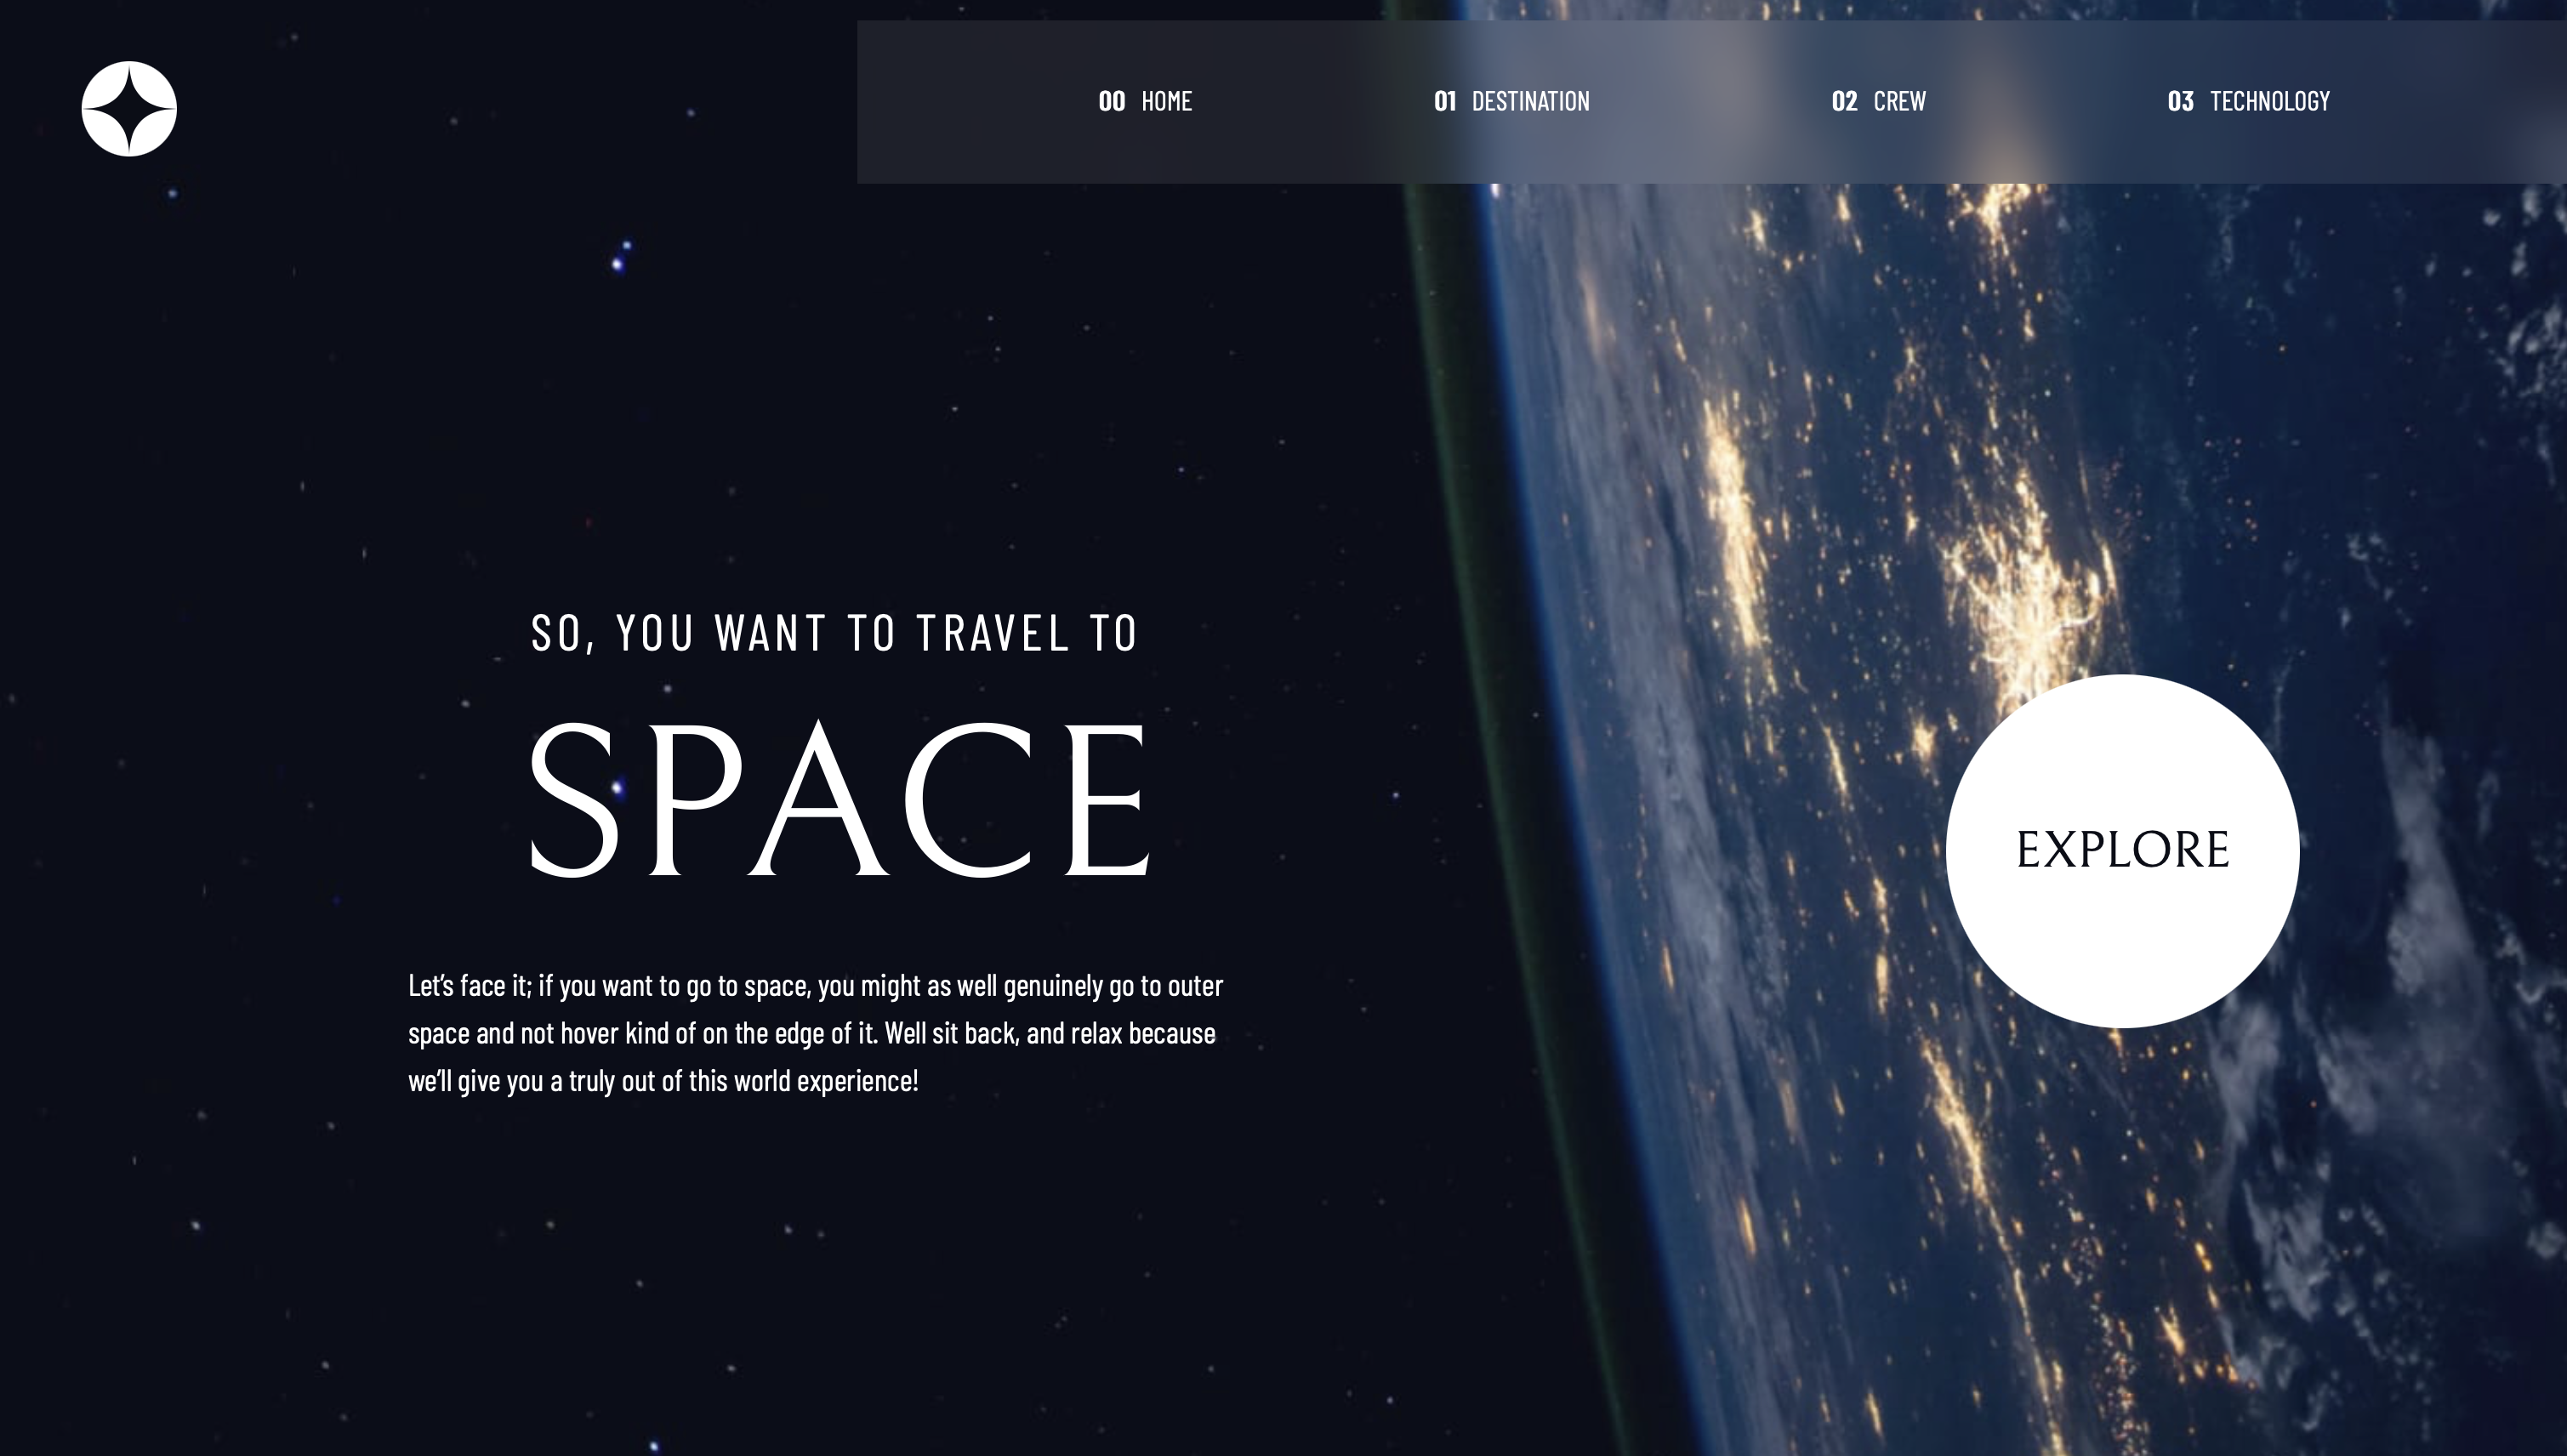 00 HOME 01 DESTINATION 02 CREW 03 TECHNOLOGY
SO, YOU WANT TO TRAVEL TO
SPACE
EXPLORE
Let’s face it; if you want to go to space, you might as well genuinely go to outer
space and not hover kind of on the edge of it. Well sit back, and relax because
we’ll give you a truly out of this world experience!